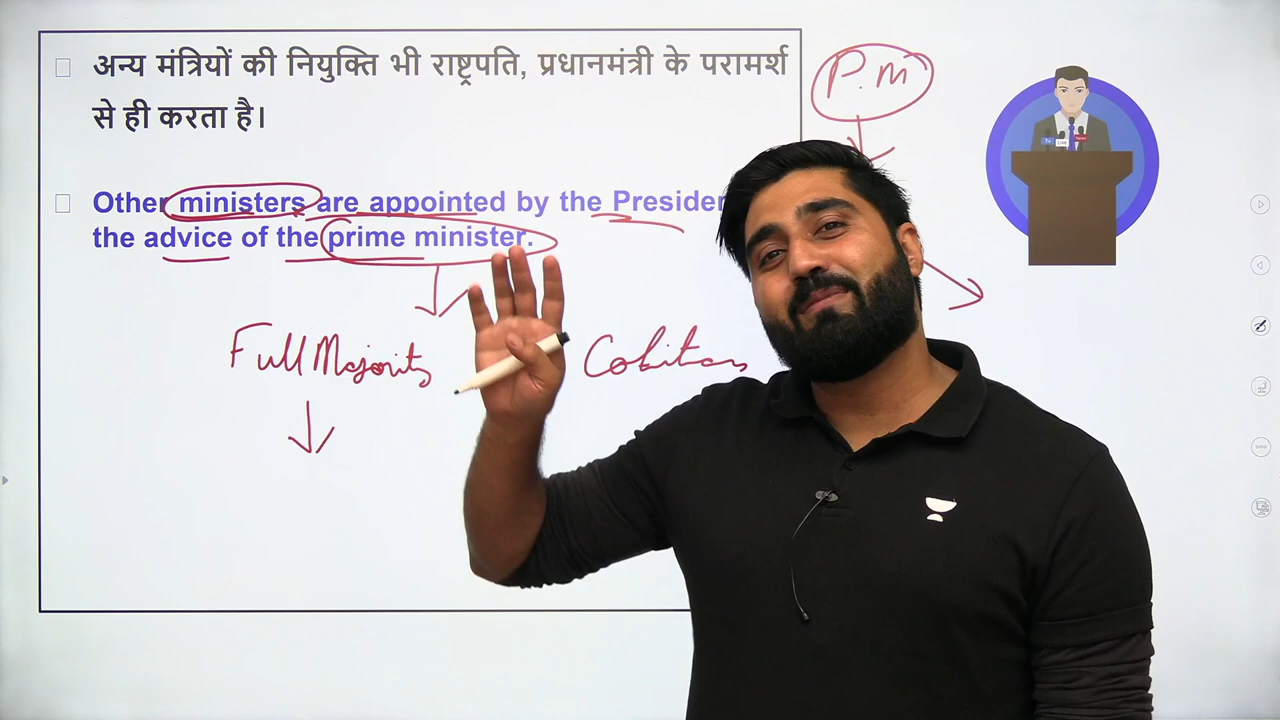 अन्य मंत्रियों की नियुक्ति भी राष्ट्रपति, प्रधानमंत्री के परामर्श
से ही करता है।
P.M
Other ministers are appointed by the Presiden
the advice of the prime minister.
Full Majority